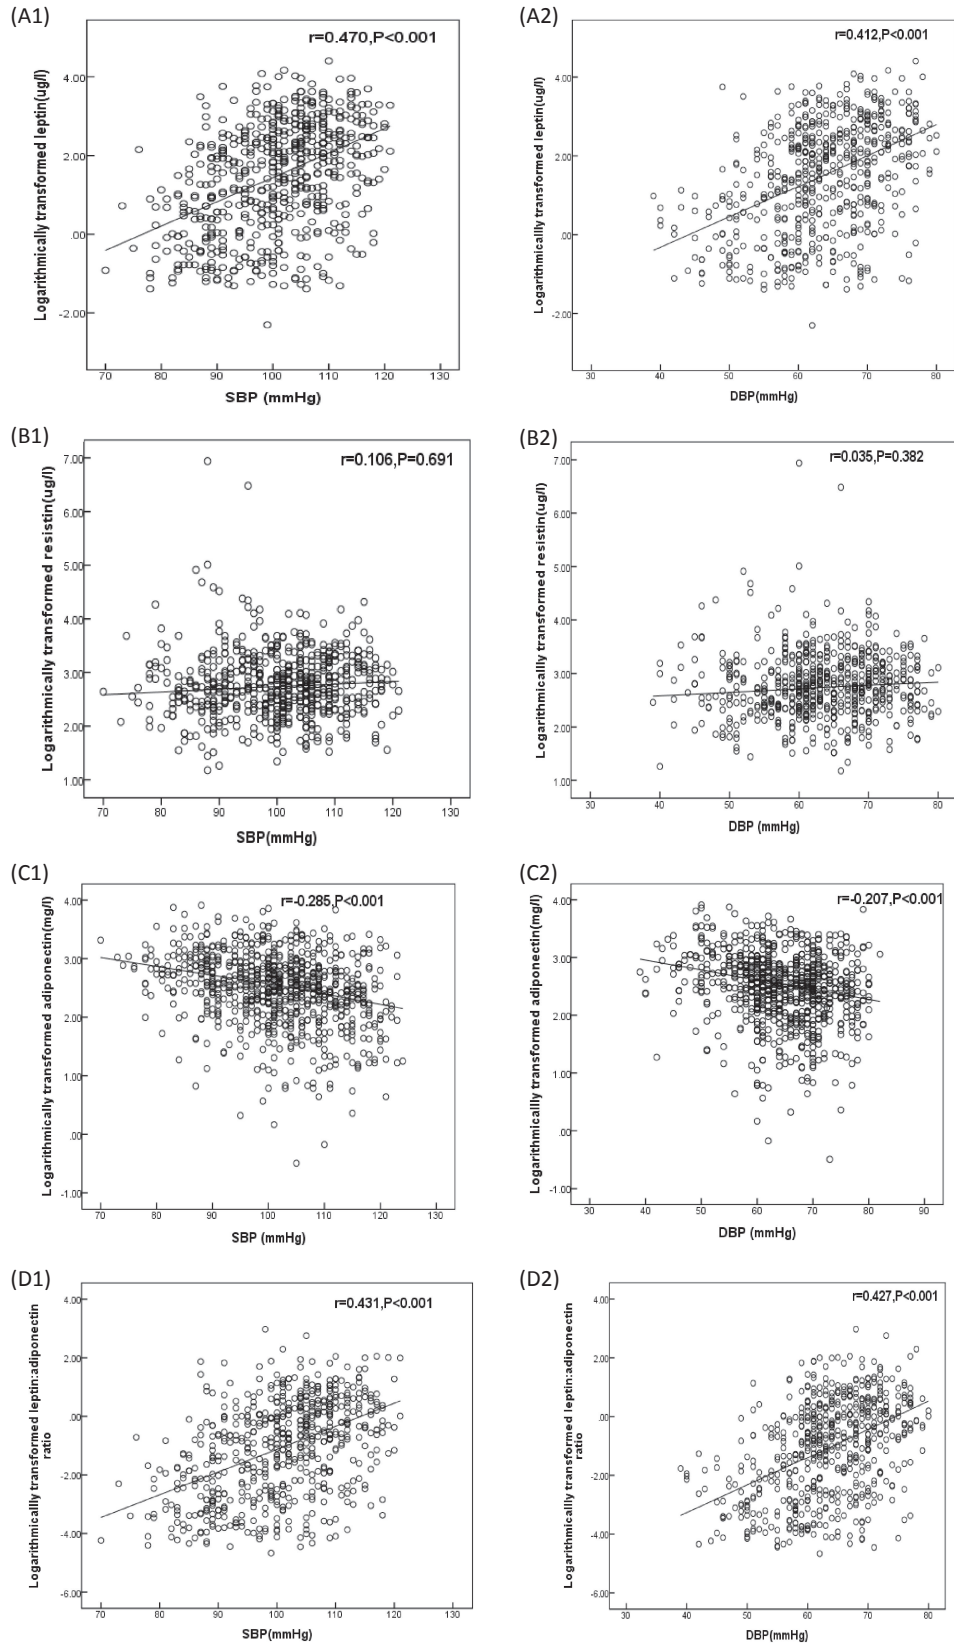 (A1)
r=0.470,P<0.001
Logarithmically transformed leptin(ug/l)
4.00
2.00
.00
-2.00
70 80 90 100 110 120 130
SBP (mmHg)
(A2)
r=0.412,P<0.001
Logarithmicallly transformed leptin(ug/l)
4.00
2.00
.00
-2.00
30 40 50 60 70 80
DBP(mmHg)
(B1)
r=0.106,P=0.691
Logarithmically transformed resistin(ug/l)
7.00
6.00
5.00
4.00
3.00
2.00
1.00
70 80 90 100 110 120 130
SBP(mmHg)
(B2)
r=0.035,P=0.382
Logarithmically transformed resistin(ug/l)
7.00
6.00
5.00
4.00
3.00
2.00
1.00
30 40 50 60 70 80
DBP (mmHg)
(C1)
r=-0.285,P<0.001
Logarithmically transformed adiponectin(mg/l)
4.00
3.00
2.00
1.00
.00
-1.00
70 80 90 100 110 120 130
SBP (mmHg)
(C2)
r=-0.207,P<0.001
Logarithmicallly transformed adiponectin(mg/l)
4.00
3.00
2.00
1.00
.00
-1.00
30 40 50 60 70 80 90
DBP (mmHg)
(D1)
r=0.431,P<0.001
Logarithmically transformed leptin:adiponectin
ratio
4.00
2.00
.00
-2.00
-4.00
-6.00
70 80 90 100 110 120 130
SBP(mmHg)
(D2)
r=0.427,P<0.001
Logarithmically transformed leptin:adiponectin
ratio
4.00
2.00
.00
-2.00
-4.00
-6.00
30 40 50 60 70 80
DBP(mmHg)